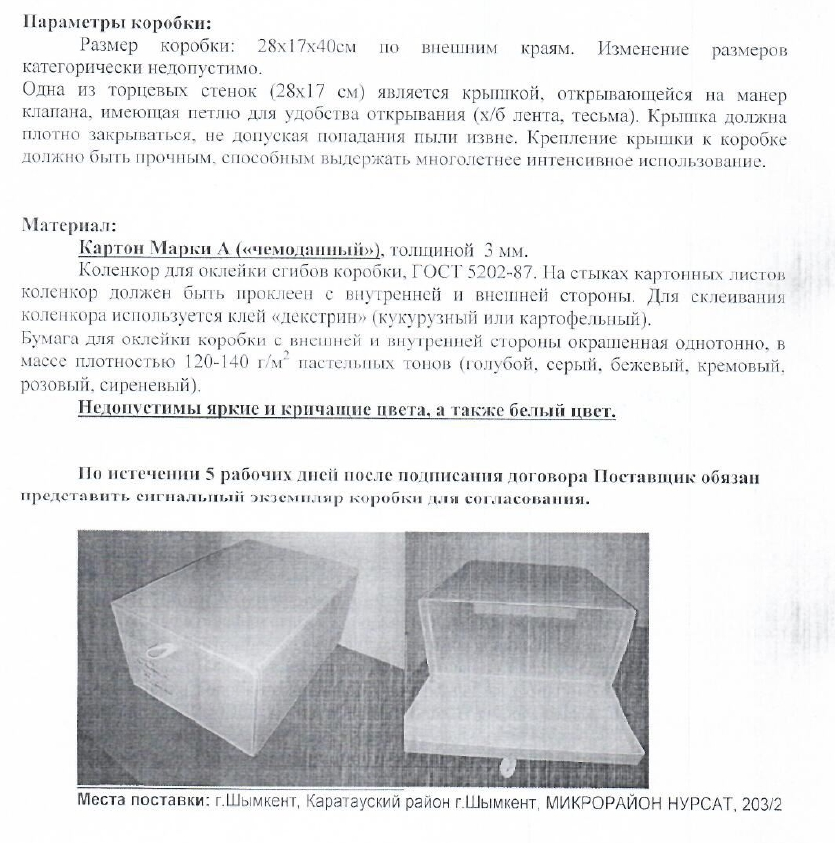 Параметры коробки:
Размер коробки: 28х17х40см по внешним краям. Изменение размеров
категорически недопустимо.
Одна из торцевых стенок (28х17 см) является крышкой, открывающейся на манер
клапана, имеющая петлю для удобства открывания (х/б лента, тесьма). Крышка должна
плотно закрываться, не допуская попадания пыли извне. Крепление крышки к коробке
должно быть прочным, способным выдержать многолетнее интенсивное использование.
Материал:
Картон Марки А («чемоданный»), толщиной 3 мм.
Коленкор для оклейки сгибов коробки, ГОСТ 5202-87. На стыках картонных листов
коленкор должен быть проклеен с внутренней и внешней стороны. Для склеивания
коленкора используется клей «декстрин» (кукурузный или картофельный).
Бумага для оклейки коробки с внешней и внутренней стороны окрашенная однотонно, в
массе плотностью 120-140 г/м² пастельных тонов (голубой, серый, бежевый, кремовый,
розовый, сиреневый).
Недопустимы яркие и кричащие цвета, а также белый цвет.
По истечении 5 рабочих дней после подписания договора Поставщик обязан
представить сигнальный экземпляр коробки для согласования.
Места поставки: г.Шымкент, Каратауский район г.Шымкент, МИКРОРАЙОН НУРСАТ, 203/2